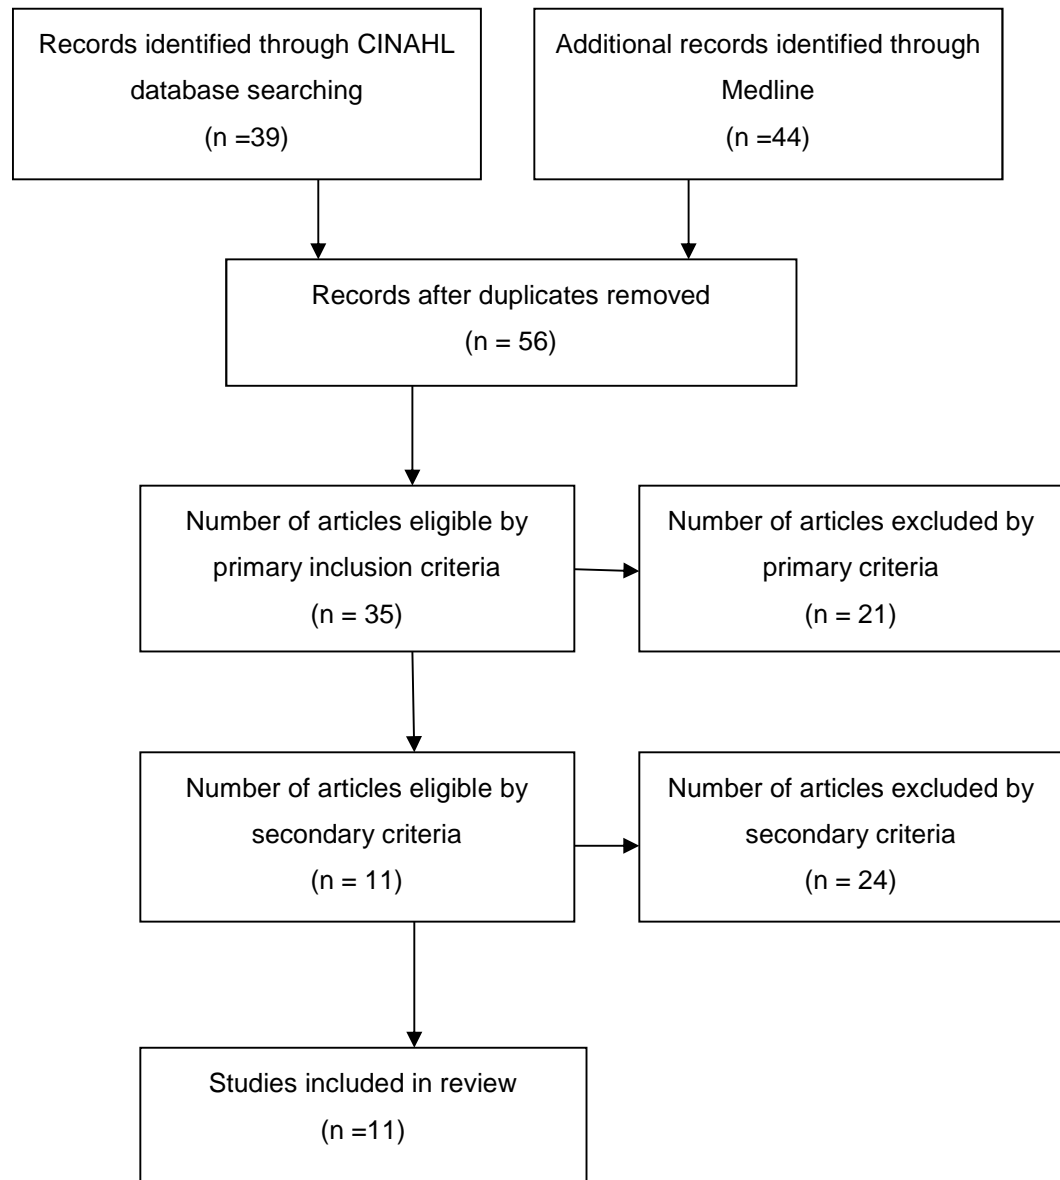 Records identified through CINAHL
database searching
(n =39)
Additional records identified through
Medline
(n =44)
Records after duplicates removed
(n = 56)
Number of articles eligible by
primary inclusion criteria
(n = 35)
Number of articles excluded by
primary criteria
(n = 21)
Number of articles eligible by
secondary criteria
(n = 11)
Number of articles excluded by
secondary criteria
(n = 24)
Studies included in review
(n =11)